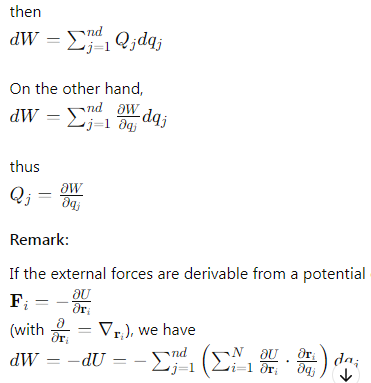 then
dW = ∑_{j=1}^{nd} Q_j dq_j
On the other hand,
dW = ∑_{j=1}^{nd} ∂W/∂q_j dq_j
thus
Q_j = ∂W/∂q_j
Remark:
If the external forces are derivable from a potential
F_i = −∂U/∂r_i
(with ∂/∂r_i = ∇_{r_i}), we have
dW = −dU = −∑_{j=1}^{nd} (∑_{i=1}^{N} ∂U/∂r_i · ∂r_i/∂q_j) dq_j